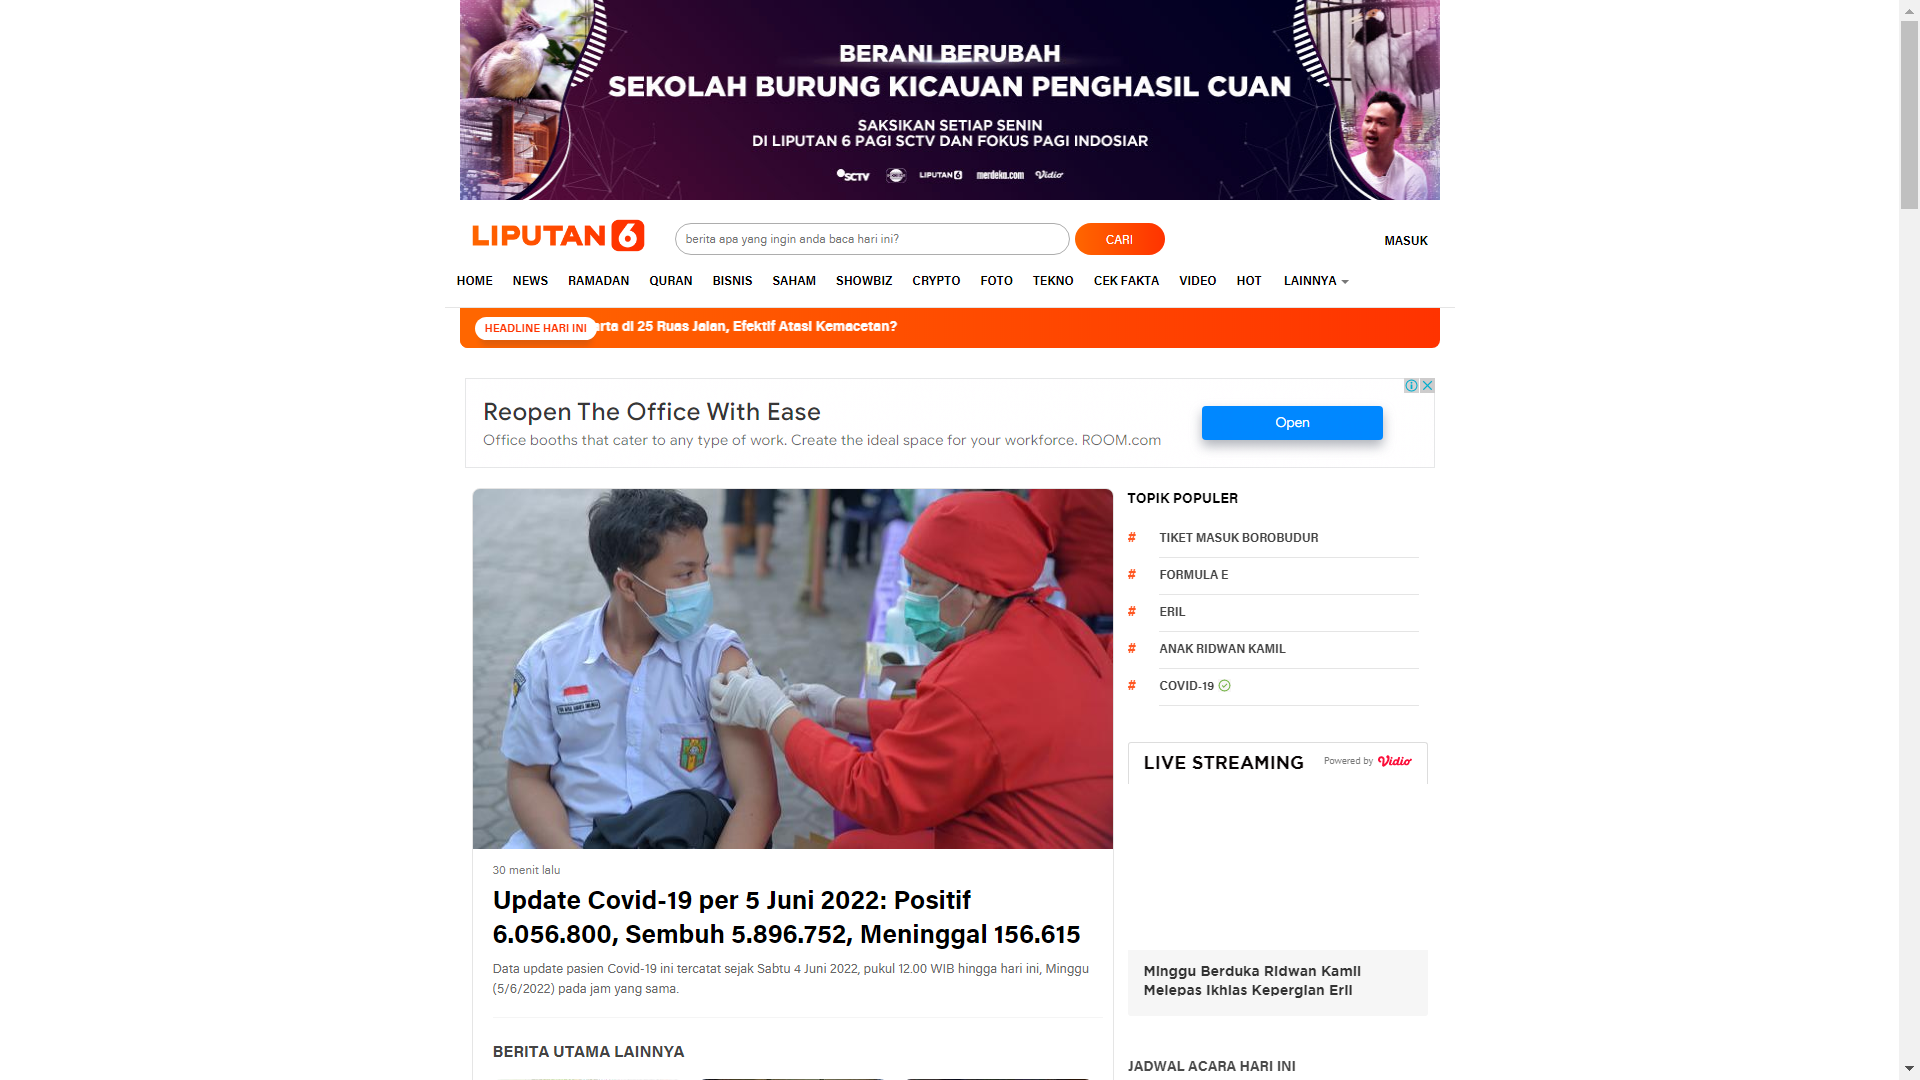 BERANI BERUBAH
SEKOLAH BURUNG KICAUAN PENGHASIL CUAN
SAKSIKAN SETIAP SENIN
DI LIPUTAN 6 PAGI SCTV DAN FOKUS PAGI INDOSIAR
SCTV LIPUTAN 6 merdeka.com Vidio
LIPUTAN 6
berita apa yang ingin anda baca hari ini?
CARI
MASUK
HOME NEWS RAMADAN QURAN BISNIS SAHAM SHOWBIZ CRYPTO FOTO TEKNO CEK FAKTA VIDEO HOT LAINNYA
HEADLINE HARI INI
arta di 25 Ruas Jalan, Efektif Atasi Kemacetan?
Reopen The Office With Ease
Office booths that cater to any type of work. Create the ideal space for your workforce. ROOM.com
Open
30 menit lalu
Update Covid-19 per 5 Juni 2022: Positif
6.056.800, Sembuh 5.896.752, Meninggal 156.615
Data update pasien Covid-19 ini tercatat sejak Sabtu 4 Juni 2022, pukul 12.00 WIB hingga hari ini, Minggu
(5/6/2022) pada jam yang sama.
BERITA UTAMA LAINNYA
TOPIK POPULER
# TIKET MASUK BOROBUDUR
# FORMULA E
# ERIL
# ANAK RIDWAN KAMIL
# COVID-19
LIVE STREAMING
Powered by Vidio
Minggu Berduka Ridwan Kamil
Melepas Ikhlas Kepergian Eril
JADWAL ACARA HARI INI